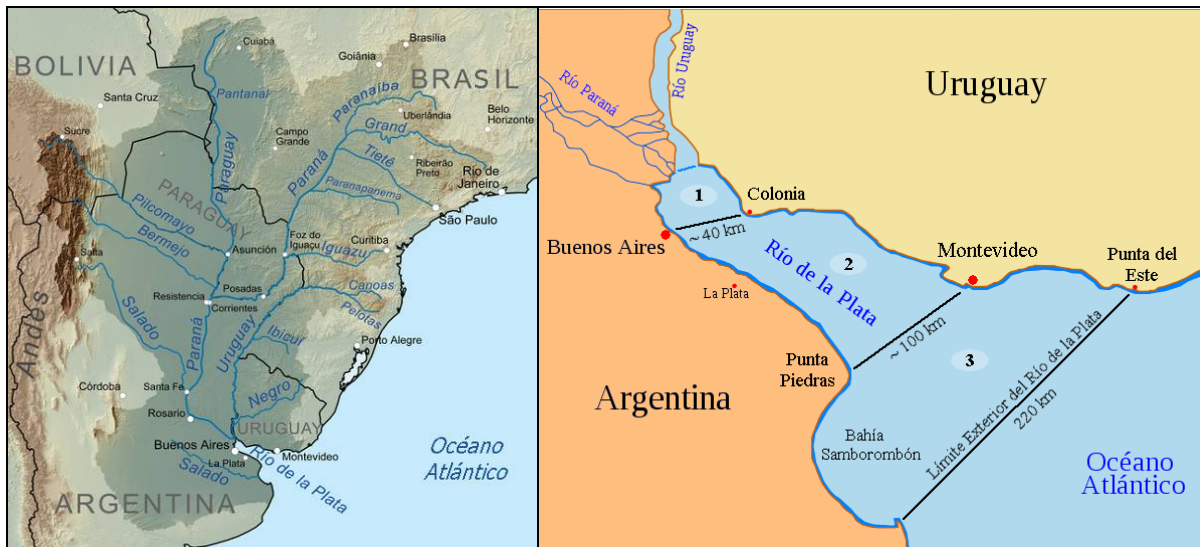 Cuiabá
Brasília
BOLIVIA
Goiânia
BRASIL
Santa Cruz
Pantanal
Paranaíba
Uberlândia
Belo
Horizonte
Sucre
Campo
Grande
Grand
Paraguay
Paraná
Tietê
Ribeirão
Preto
Rio de
Janeiro
PARAGUAY
Paranapanema
São Paulo
Pilcomayo
Bermejo
Asunción
Foz do
Iguaçu
Iguazu
Curitiba
Salta
Posadas
Canoas
Resistencia
Corrientes
Pelotas
Salado
Paraná
Uruguay
Ibicuí
Porto Alegre
Andes
Córdoba
Santa Fe
Negro
Rosario
URUGUAY
Buenos Aires
La Plata
Montevideo
Río de la Plata
Salado
ARGENTINA
Océano
Atlántico
Río Paraná
Río Uruguay
Uruguay
1
Colonia
~ 40 km
Buenos Aires
2
Montevideo
Punta del
Este
Río de la Plata
La Plata
~ 100 km
Punta
Piedras
3
Argentina
Límite Exterior del Río de la Plata
220 km
Bahía
Samborombón
Océano
Atlántico